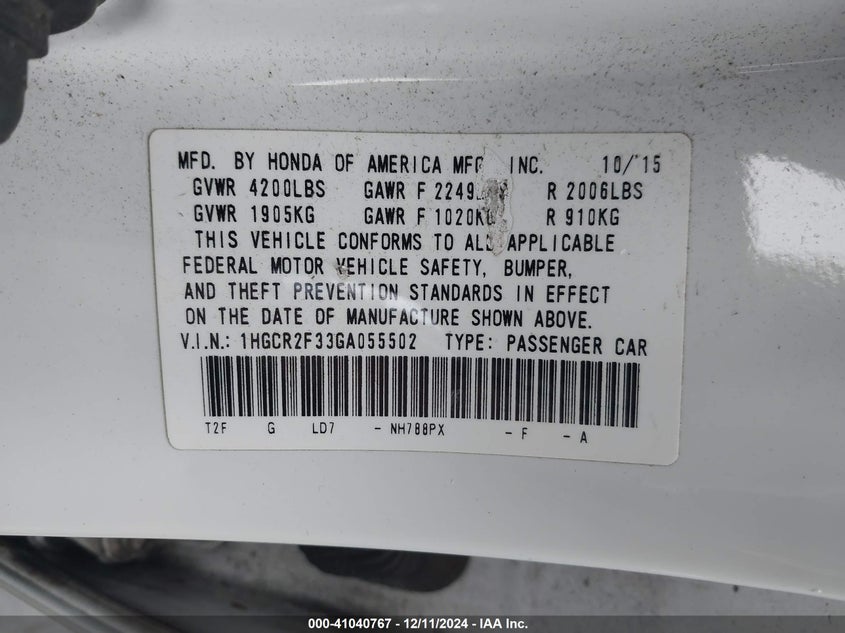 MFD. BY HONDA OF AMERICA MFG INC. 10/15
GVWR 4200LBS GAWR F 2249 R 2006LBS
GVWR 1905KG GAWR F 1020KG R 910KG
THIS VEHICLE CONFORMS TO ALL APPLICABLE
FEDERAL MOTOR VEHICLE SAFETY, BUMPER,
AND THEFT PREVENTION STANDARDS IN EFFECT
ON THE DATE OF MANUFACTURE SHOWN ABOVE.
V.I.N.: 1HGCR2F33GA055502 TYPE: PASSENGER CAR
T2F G LD7 - NH788PX - F - A
000-41040767 - 12/11/2024 - IAA Inc.